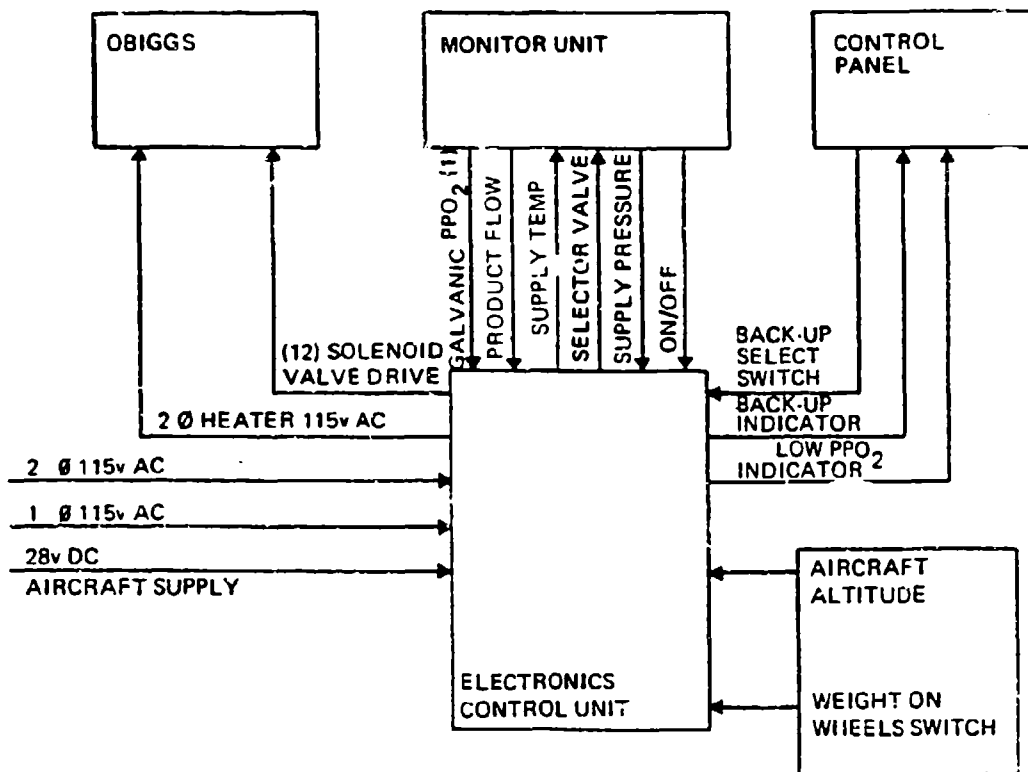 OBIGGS
MONITOR UNIT
CONTROL
PANEL
GALVANIC PPO2 (1)
PRODUCT FLOW
SUPPLY TEMP
SELECTOR VALVE
SUPPLY PRESSURE
ON/OFF
(12) SOLENOID
VALVE DRIVE
2 Ø HEATER 115v AC
2 Ø 115v AC
1 Ø 115v AC
28v DC
AIRCRAFT SUPPLY
BACK-UP
SELECT
SWITCH
BACK-UP
INDICATOR
LOW PPO2
INDICATOR
ELECTRONICS
CONTROL UNIT
AIRCRAFT
ALTITUDE
WEIGHT ON
WHEELS SWITCH